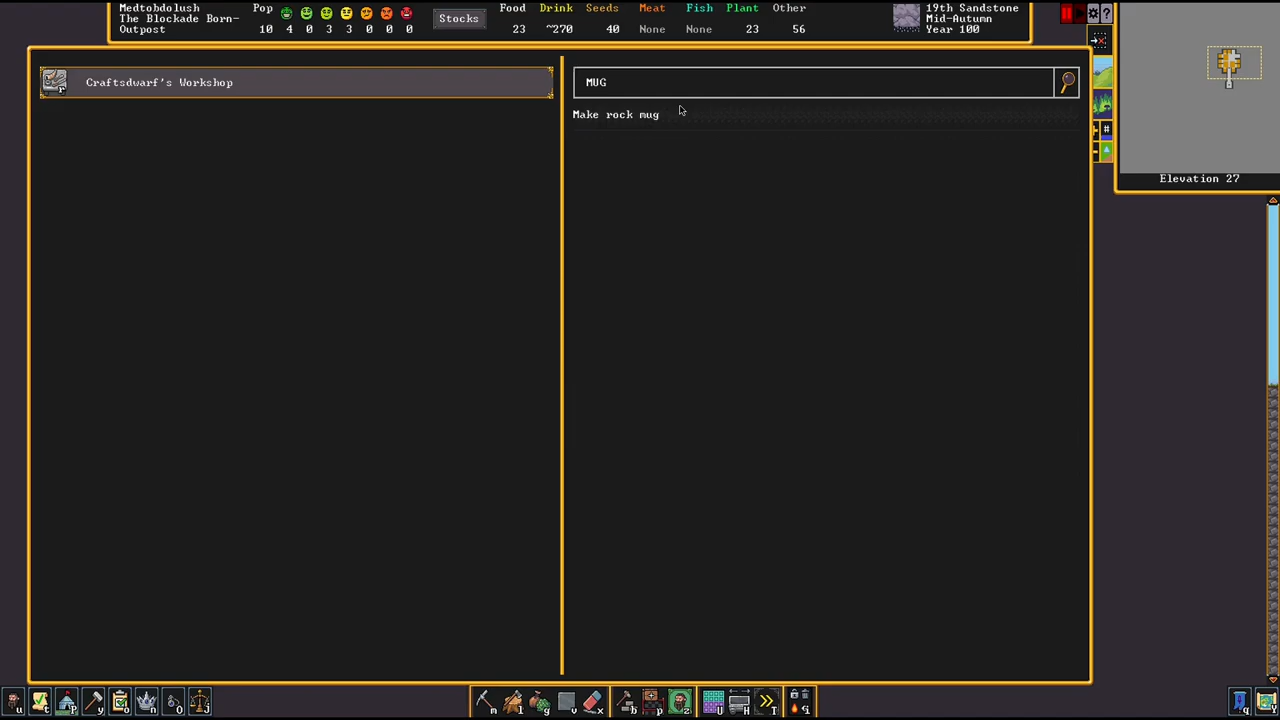 Medtobdolush
The Blockade Born-
Outpost
Pop
10 4 0 3 3 0 0 0
Stocks
Food Drink Seeds Meat Fish Plant Other
23 ~270 40 None None 23 56
19th Sandstone
Mid-Autumn
Year 100
Elevation 27
Craftsdwarf's Workshop
r
MUG
Make rock mug
u t P y o n O J
m l g v x b p z U H T q
q Y